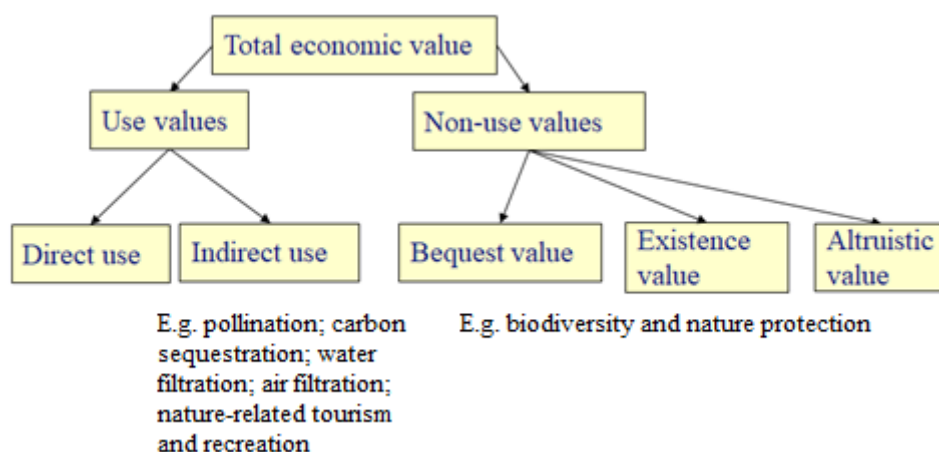 Total economic value
Use values
Non-use values
Direct use
Indirect use
Bequest value
Existence
value
Altruistic
value
E.g. pollination; carbon
sequestration; water
filtration; air filtration;
nature-related tourism
and recreation
E.g. biodiversity and nature protection